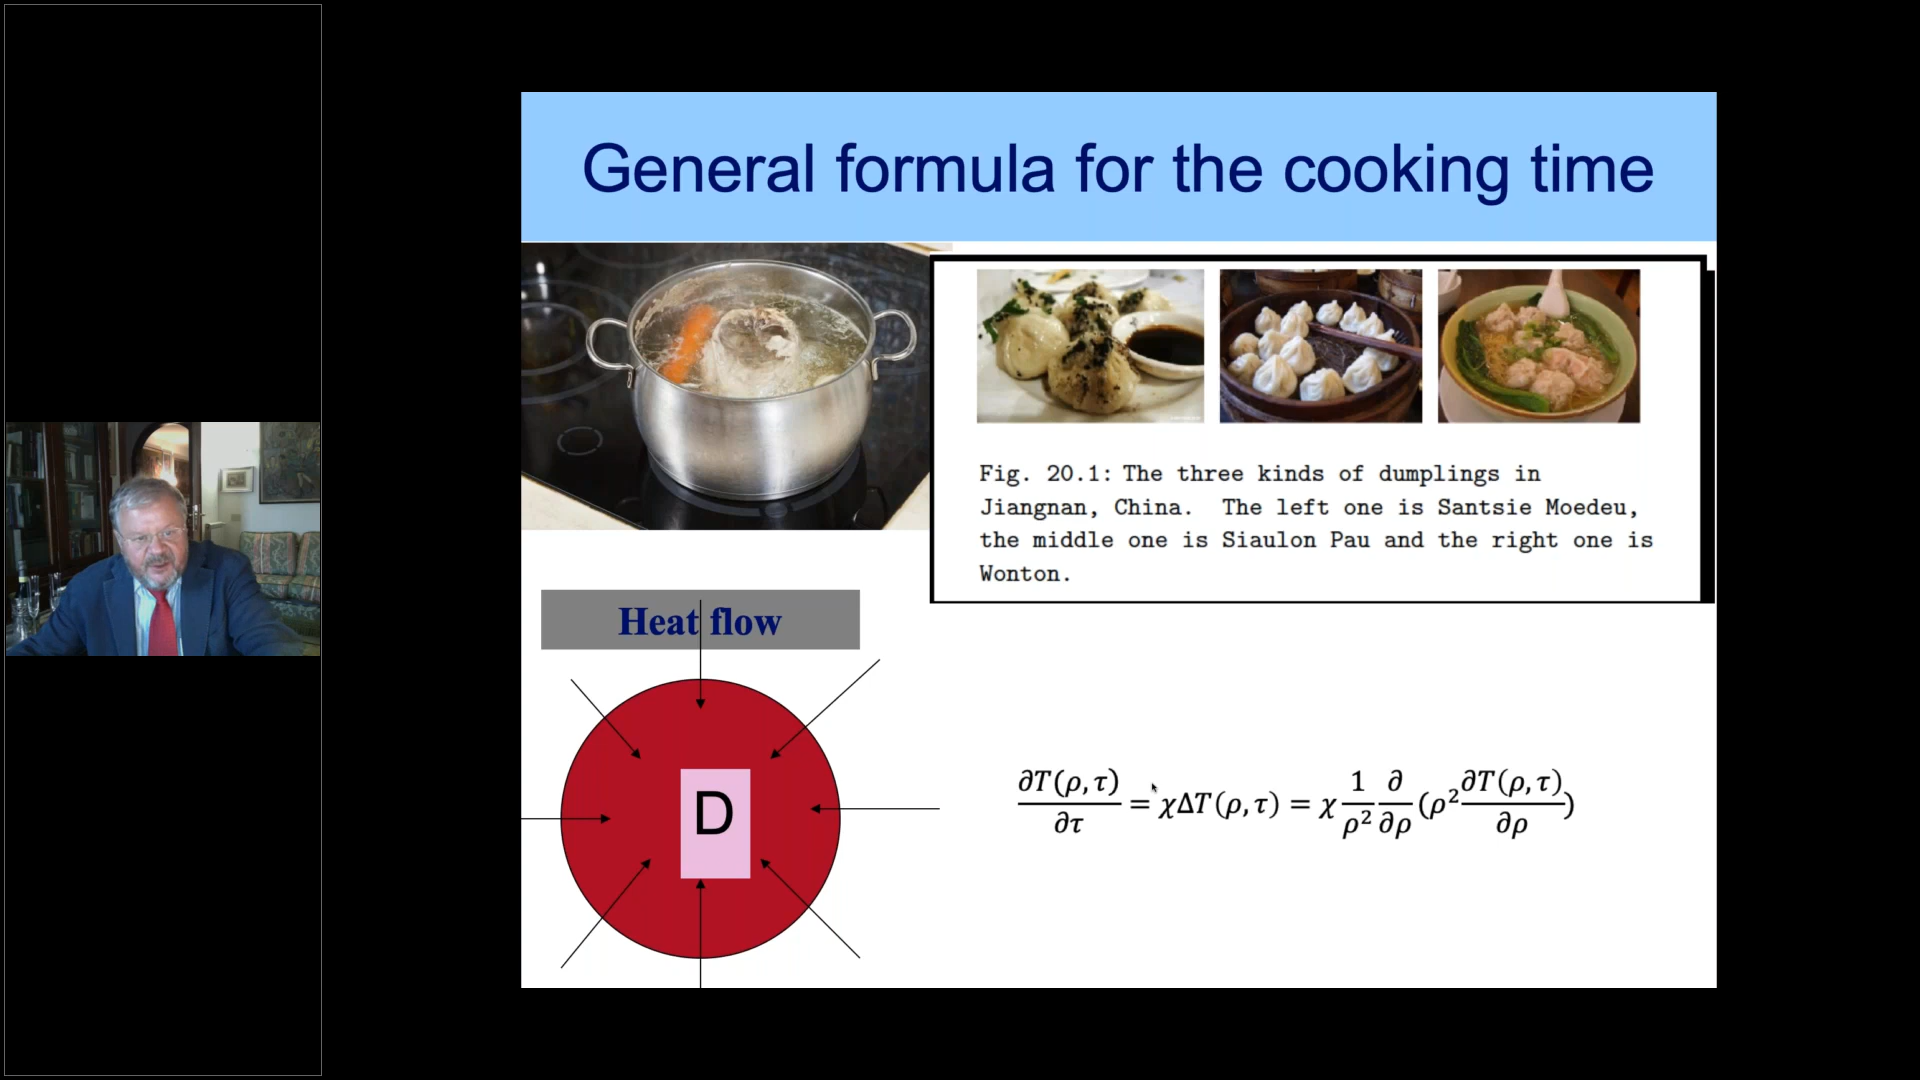 General formula for the cooking time
Fig. 20.1: The three kinds of dumplings in
Jiangnan, China. The left one is Santsie Moedeu,
the middle one is Siaulon Pau and the right one is
Wonton.
Heat flow
D
∂T(ρ,τ)/∂τ = χΔT(ρ,τ) = χ 1/ρ² ∂/∂ρ (ρ² ∂T(ρ,τ)/∂ρ)